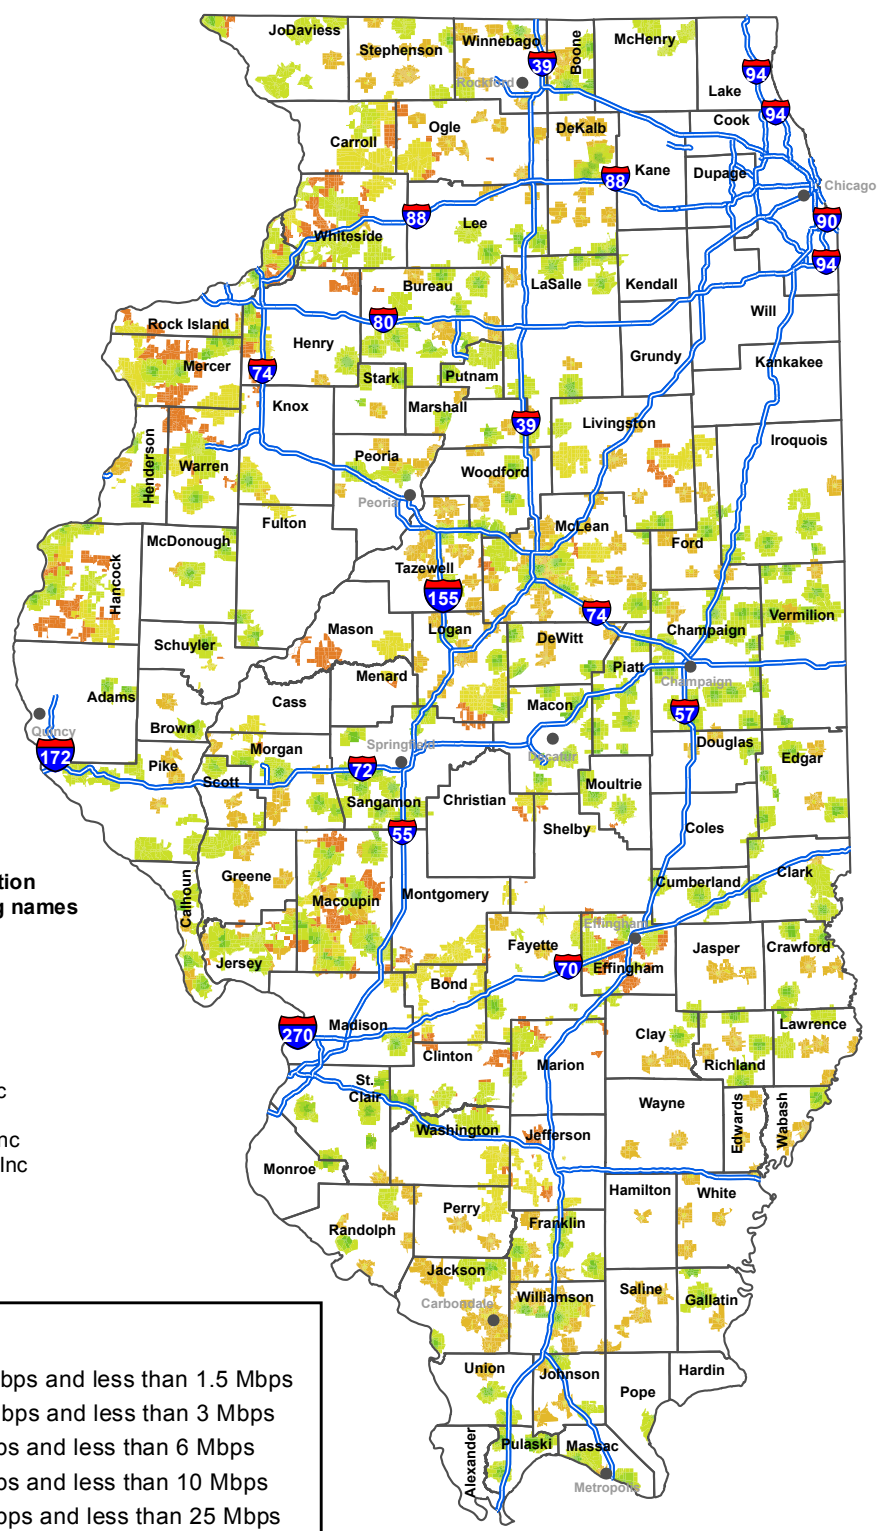 JoDaviess
Stephenson
Winnebago
Boone
McHenry
39
94
Rockford
Lake
94
Cook
Ogle
DeKalb
Carroll
Kane
Dupage
88
Chicago
88
Lee
90
Whiteside
94
Bureau
LaSalle
Kendall
Will
80
Rock Island
Henry
Grundy
Kankakee
Mercer
74
Stark
Putnam
Knox
Marshall
39
Livingston
Iroquois
Henderson
Warren
Peoria
Woodford
Peoria
Fulton
McLean
McDonough
Ford
Hancock
Tazewell
155
74
Vermilion
Mason
Logan
Champaign
Schuyler
DeWitt
Piatt
Menard
Champaign
Adams
Cass
Macon
57
Brown
Quincy
Springfield
Douglas
172
Morgan
Decatur
Edgar
Pike
72
Scott
Moultrie
Sangamon
Christian
55
Shelby
Coles
tion
Greene
Clark
Calhoun
Cumberland
g names
Macoupin
Montgomery
Effingham
Fayette
Jasper
Crawford
Jersey
70
Effingham
Bond
Madison
270
Lawrence
Clay
Clinton
Marion
Richland
St.
Clair
c
Wayne
Edwards
Wabash
Washington
Jefferson
nc
Inc
Monroe
Hamilton
White
Perry
Randolph
Franklin
Jackson
Saline
Williamson
Gallatin
Carbondale
Union
Johnson
Hardin
bps and less than 1.5 Mbps
Pope
bps and less than 3 Mbps
Pulaski
Massac
ps and less than 6 Mbps
Alexander
ps and less than 10 Mbps
Metropolis
ops and less than 25 Mbps